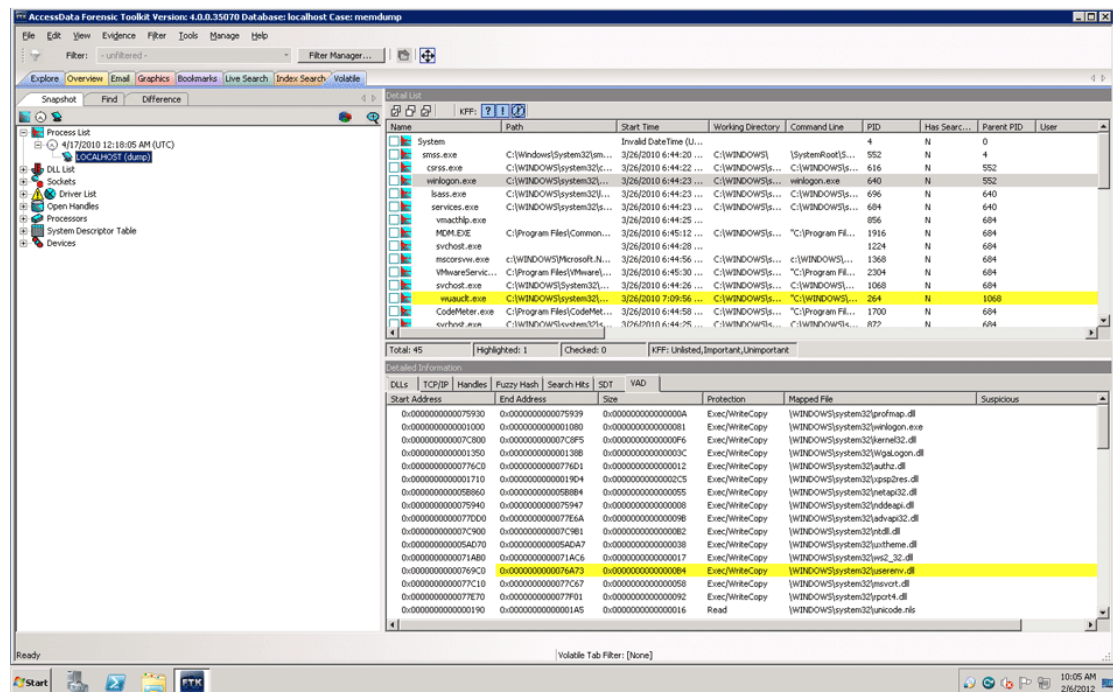 AccessData Forensic Toolkit Version: 4.0.0.35070 Database: localhost Case: memdump
File Edit View Evidence Filter Tools Manage Help
Filter: - unfiltered - Filter Manager...
Explore Overview Email Graphics Bookmarks Live Search Index Search Volatile
Snapshot Find Difference
Process List
4/17/2010 12:18:05 AM (UTC)
LOCALHOST (dump)
DLL List
Sockets
Driver List
Open Handles
Processors
System Descriptor Table
Devices
Detail List
KFF: ? !
Name Path Start Time Working Directory Command Line PID Has Searc... Parent PID User
System Invalid DateTime (U... 4 N 0
smss.exe C:\Windows\System32\sm... 3/26/2010 6:44:20 ... C:\WINDOWS\ \SystemRoot\S... 552 N 4
csrss.exe C:\WINDOWS\system32\c... 3/26/2010 6:44:22 ... C:\WINDOWS\s... C:\WINDOWS\... 616 N 552
winlogon.exe C:\WINDOWS\system32\... 3/26/2010 6:44:23 ... C:\WINDOWS\s... winlogon.exe 640 N 552
lsass.exe C:\WINDOWS\system32\l... 3/26/2010 6:44:23 ... C:\WINDOWS\s... C:\WINDOWS\... 696 N 640
services.exe C:\WINDOWS\system32\s... 3/26/2010 6:44:23 ... C:\WINDOWS\s... C:\WINDOWS\... 684 N 640
vmacthlp.exe 3/26/2010 6:44:25 ... 856 N 684
MDM.EXE C:\Program Files\Common... 3/26/2010 6:45:12 ... C:\WINDOWS\s... "C:\Program Fil... 1916 N 684
svchost.exe 3/26/2010 6:44:28 ... 1224 N 684
mscorsvw.exe c:\WINDOWS\Microsoft.N... 3/26/2010 6:44:56 ... C:\WINDOWS\s... c:\WINDOWS\... 1368 N 684
VMwareServic... C:\Program Files\VMware\... 3/26/2010 6:45:30 ... C:\WINDOWS\s... "C:\Program Fil... 2304 N 684
svchost.exe C:\WINDOWS\System32\... 3/26/2010 6:44:26 ... C:\WINDOWS\s... C:\WINDOWS\... 1068 N 684
wuauclt.exe C:\WINDOWS\system32\... 3/26/2010 7:09:56 ... C:\WINDOWS\s... "C:\WINDOWS\... 264 N 1068
CodeMeter.exe C:\Program Files\CodeMet... 3/26/2010 6:44:58 ... C:\WINDOWS\s... "C:\Program Fil... 1700 N 684
svchost.exe C:\WINDOWS\system32\s... 3/26/2010 6:44:25 ... C:\WINDOWS\s... C:\WINDOWS\... 872 N 684
Total: 45 Highlighted: 1 Checked: 0 KFF: Unlisted,Important,Unimportant
Detailed Information
DLLs TCP/IP Handles Fuzzy Hash Search Hits SDT VAD
Start Address End Address Size Protection Mapped File Suspicious
0x0000000000075930 0x0000000000075939 0x000000000000000A Exec/WriteCopy \WINDOWS\system32\profmap.dll
0x0000000000001000 0x0000000000001080 0x0000000000000081 Exec/WriteCopy \WINDOWS\system32\winlogon.exe
0x000000000007C800 0x000000000007C8F5 0x00000000000000F6 Exec/WriteCopy \WINDOWS\system32\kernel32.dll
0x0000000000001350 0x000000000000138B 0x000000000000003C Exec/WriteCopy \WINDOWS\system32\WgaLogon.dll
0x00000000000776C0 0x00000000000776D1 0x0000000000000012 Exec/WriteCopy \WINDOWS\system32\authz.dll
0x0000000000001710 0x00000000000019D4 0x00000000000002C5 Exec/WriteCopy \WINDOWS\system32\xpsp2res.dll
0x000000000005B860 0x000000000005B8B4 0x0000000000000055 Exec/WriteCopy \WINDOWS\system32\netapi32.dll
0x0000000000075940 0x0000000000075947 0x0000000000000008 Exec/WriteCopy \WINDOWS\system32\nddeapi.dll
0x0000000000077DD0 0x0000000000077E6A 0x000000000000009B Exec/WriteCopy \WINDOWS\system32\advapi32.dll
0x000000000007C900 0x000000000007C9B1 0x00000000000000B2 Exec/WriteCopy \WINDOWS\system32\ntdll.dll
0x000000000005AD70 0x000000000005ADA7 0x0000000000000038 Exec/WriteCopy \WINDOWS\system32\uxtheme.dll
0x0000000000071AB0 0x0000000000071AC6 0x0000000000000017 Exec/WriteCopy \WINDOWS\system32\ws2_32.dll
0x00000000000769C0 0x0000000000076A73 0x00000000000000B4 Exec/WriteCopy \WINDOWS\system32\userenv.dll
0x0000000000077C10 0x0000000000077C67 0x0000000000000058 Exec/WriteCopy \WINDOWS\system32\msvcrt.dll
0x0000000000077E70 0x0000000000077F01 0x0000000000000092 Exec/WriteCopy \WINDOWS\system32\rpcrt4.dll
0x0000000000000190 0x00000000000001A5 0x0000000000000016 Read \WINDOWS\system32\unicode.nls
Ready Volatile Tab Filter: [None]
Start FTK 10:05 AM
2/6/2012